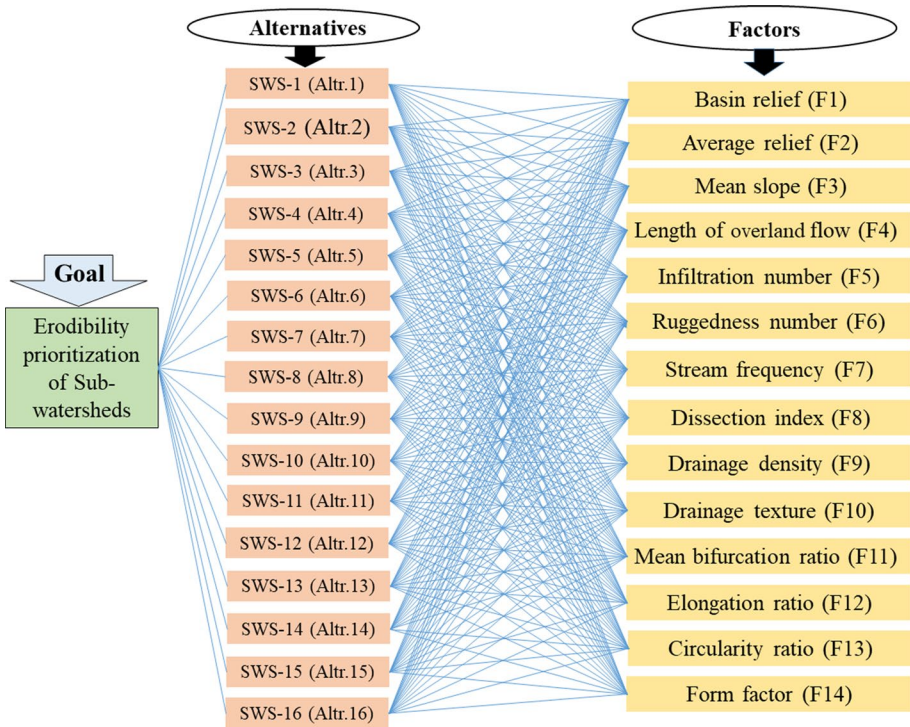 Alternatives
Factors
Goal
Erodibility
prioritization
of Sub-
watersheds
SWS-1 (Altr.1)
SWS-2 (Altr.2)
SWS-3 (Altr.3)
SWS-4 (Altr.4)
SWS-5 (Altr.5)
SWS-6 (Altr.6)
SWS-7 (Altr.7)
SWS-8 (Altr.8)
SWS-9 (Altr.9)
SWS-10 (Altr.10)
SWS-11 (Altr.11)
SWS-12 (Altr.12)
SWS-13 (Altr.13)
SWS-14 (Altr.14)
SWS-15 (Altr.15)
SWS-16 (Altr.16)
Basin relief (F1)
Average relief (F2)
Mean slope (F3)
Length of overland flow (F4)
Infiltration number (F5)
Ruggedness number (F6)
Stream frequency (F7)
Dissection index (F8)
Drainage density (F9)
Drainage texture (F10)
Mean bifurcation ratio (F11)
Elongation ratio (F12)
Circularity ratio (F13)
Form factor (F14)